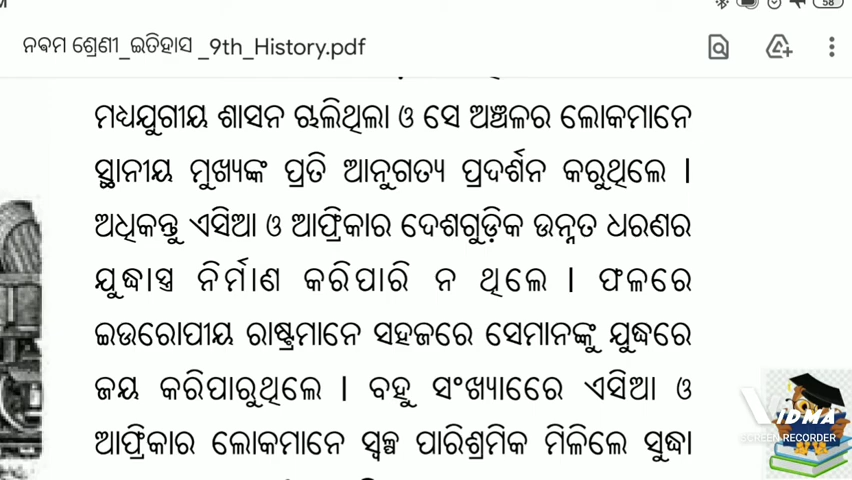 58
ନବମ ଶ୍ରେଣୀ_ଇତିହାସ _9th_History.pdf
ମଧ୍ୟଯୁଗୀୟ ଶାସନ ଚାଲିଥିଲା ଓ ସେ ଅଞ୍ଚଳର ଲୋକମାନେ
ସ୍ଥାନୀୟ ମୁଖ୍ୟଙ୍କ ପ୍ରତି ଆନୁଗତ୍ୟ ପ୍ରଦର୍ଶନ କରୁଥିଲେ ।
ଅଧିକନ୍ତୁ ଏସିଆ ଓ ଆଫ୍ରିକାର ଦେଶଗୁଡ଼ିକ ଉନ୍ନତ ଧରଣର
ଯୁଦ୍ଧାସ୍ତ୍ର ନିର୍ମାଣ କରିପାରି ନ ଥିଲେ । ଫଳରେ
ଇଉରୋପୀୟ ରାଷ୍ଟ୍ରମାନେ ସହଜରେ ସେମାନଙ୍କୁ ଯୁଦ୍ଧରେ
ଜୟ କରିପାରୁଥିଲେ । ବହୁ ସଂଖ୍ୟାରେ ଏସିଆ ଓ
ଆଫ୍ରିକାର ଲୋକମାନେ ସ୍ୱଳ୍ପ ପାରିଶ୍ରମିକ ମିଳିଲେ ସୁଦ୍ଧା
VIDMA
SCREEN RECORDER